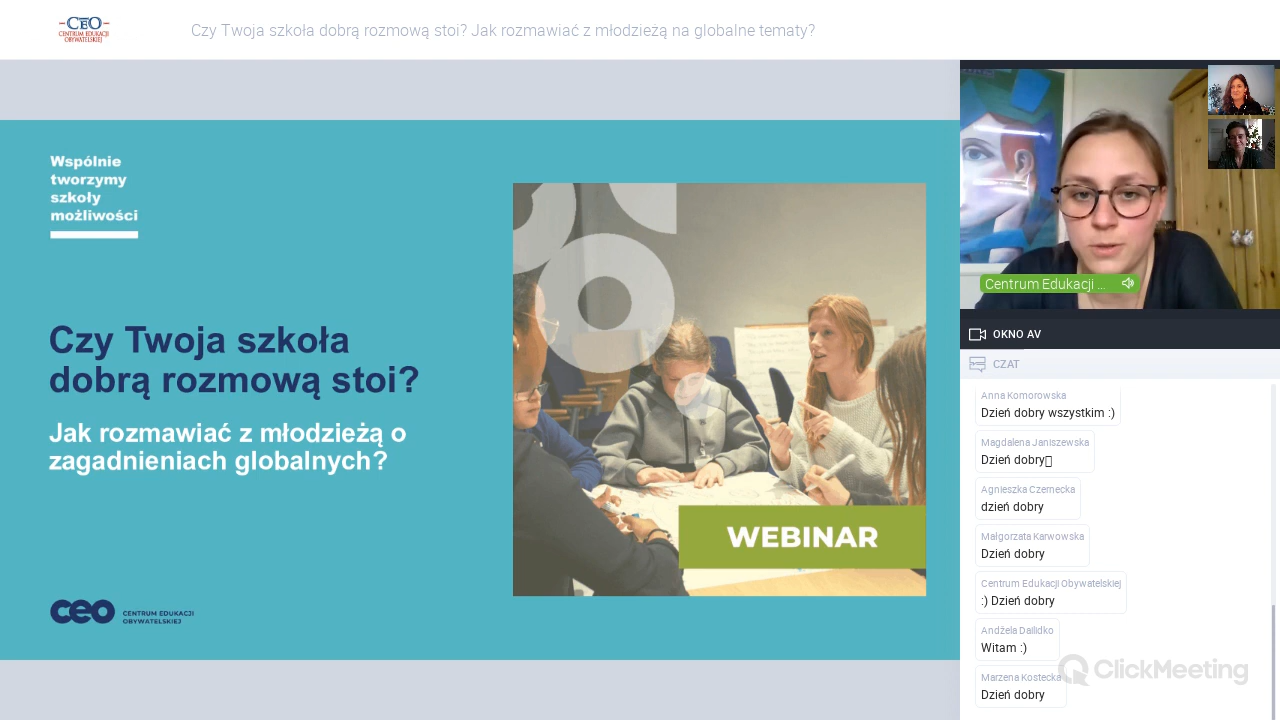 CEO
CENTRUM EDUKACJI
OBYWATELSKIEJ
Czy Twoja szkoła dobrą rozmową stoi? Jak rozmawiać z młodzieżą na globalne tematy?
Wspólnie
tworzymy
szkoły
możliwości
Czy Twoja szkoła
dobrą rozmową stoi?
Jak rozmawiać z młodzieżą o
zagadnieniach globalnych?
WEBINAR
ceo CENTRUM EDUKACJI
OBYWATELSKIEJ
Centrum Edukacji ...
OKNO AV
CZAT
Anna Komorowska
Dzień dobry wszystkim :)
Magdalena Janiszewska
Dzień dobry
Agnieszka Czernecka
dzień dobry
Małgorzata Karwowska
Dzień dobry
Centrum Edukacji Obywatelskiej
:) Dzień dobry
Andżela Dailidko
Witam :)
Marzena Kostecka
Dzień dobry
ClickMeeting